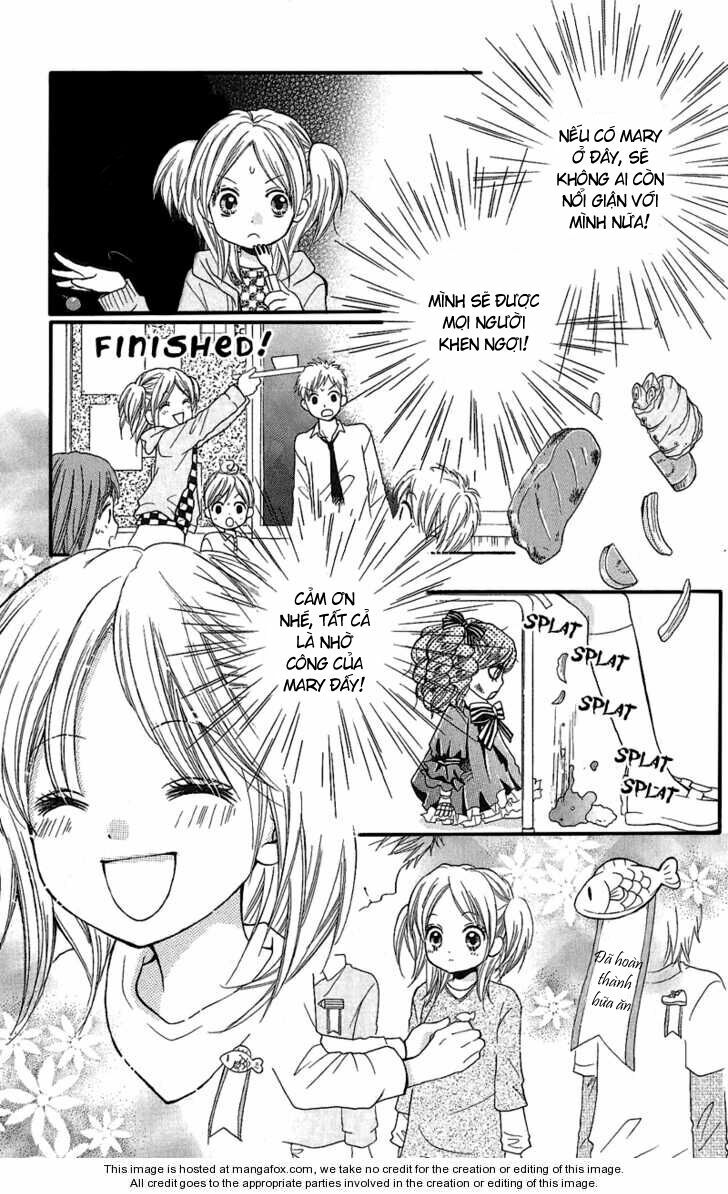 NẾU CÓ MARY
Ở ĐÂY, SẼ
KHÔNG AI CÒN
NỔI GIẬN VỚI
MÌNH NỮA!
MÌNH SẼ ĐƯỢC
MỌI NGƯỜI
KHEN NGỢI!
FINISHED!
CẢM ƠN
NHÉ, TẤT CẢ
LÀ NHỜ
CÔNG CỦA
MARY ĐẤY!
SPLAT
SPLAT
SPLAT
SPLAT
SPLAT
Đã hoàn
thành
bữa ăn
This image is hosted at mangafox.com, we take no credit for the creation or editing of this image.
All credit goes to the appropriate parties involved in the creation or editing of this image.